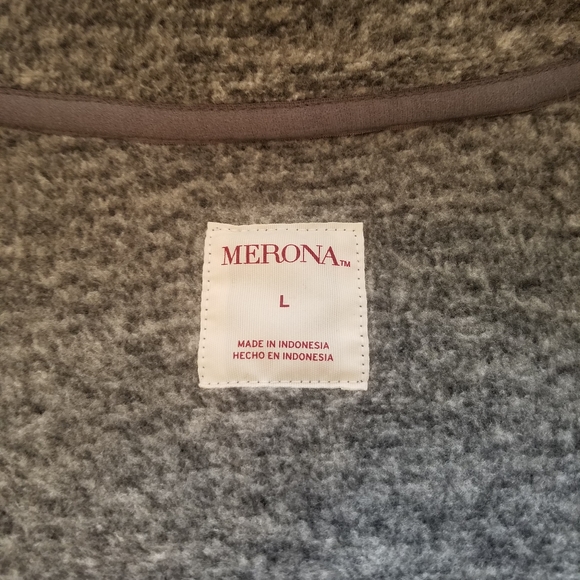 MERONA™
L
MADE IN INDONESIA
HECHO EN INDONESIA